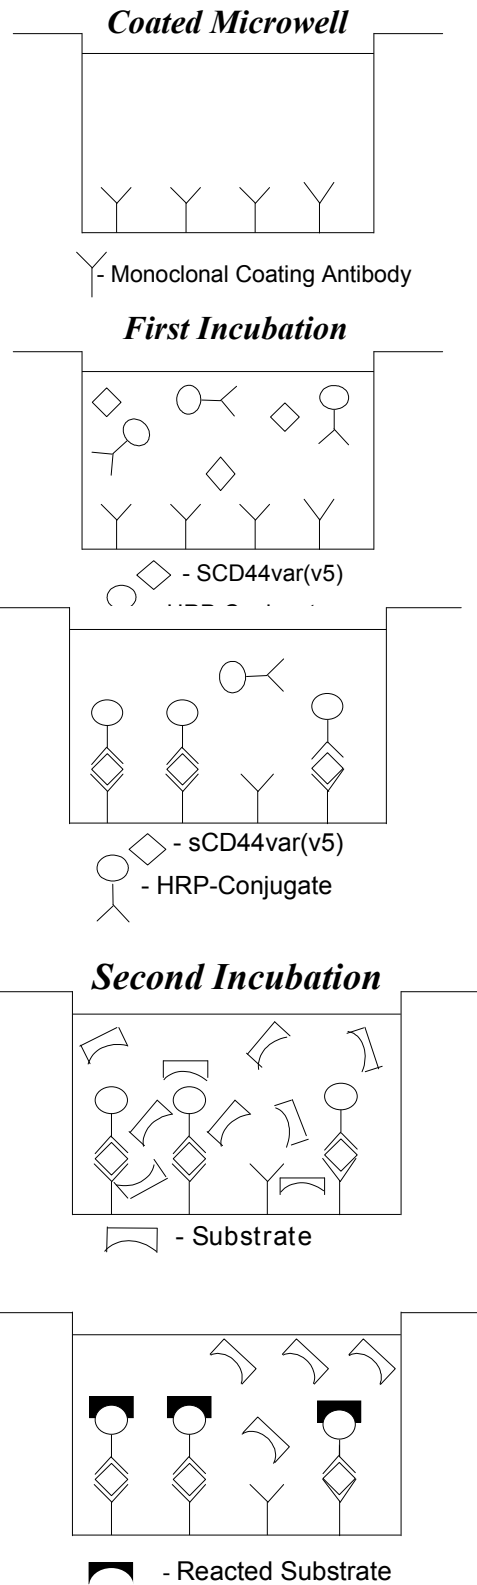 Coated Microwell
- Monoclonal Coating Antibody
First Incubation
- SCD44var(v5)
- sCD44var(v5)
- HRP-Conjugate
Second Incubation
- Substrate
- Reacted Substrate